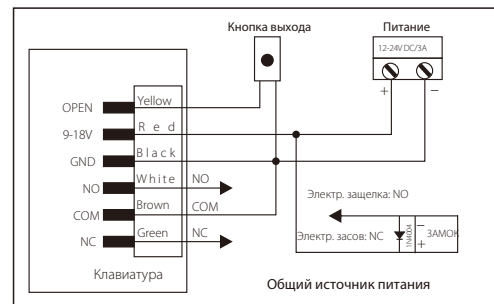 Кнопка выхода
Питание
12-24V DC/3A
+ −
OPEN Yellow
9-18V Red
GND Black
NO White NO
COM Brown COM
NC Green NC
Клавиатура
Электр. защелка: NO
Электр. засов: NC
1N4004
−
+
ЗАМОК
Общий источник питания